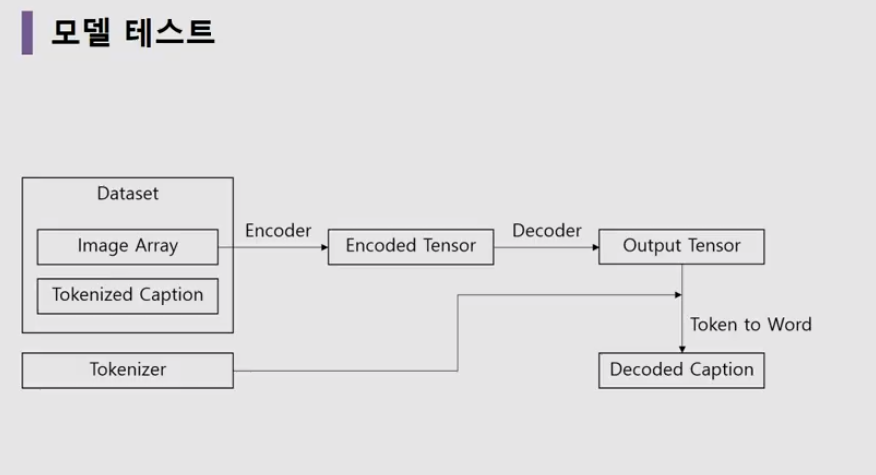 모델 테스트
Dataset
Image Array
Encoder
Encoded Tensor
Decoder
Output Tensor
Tokenized Caption
Token to Word
Tokenizer
Decoded Caption